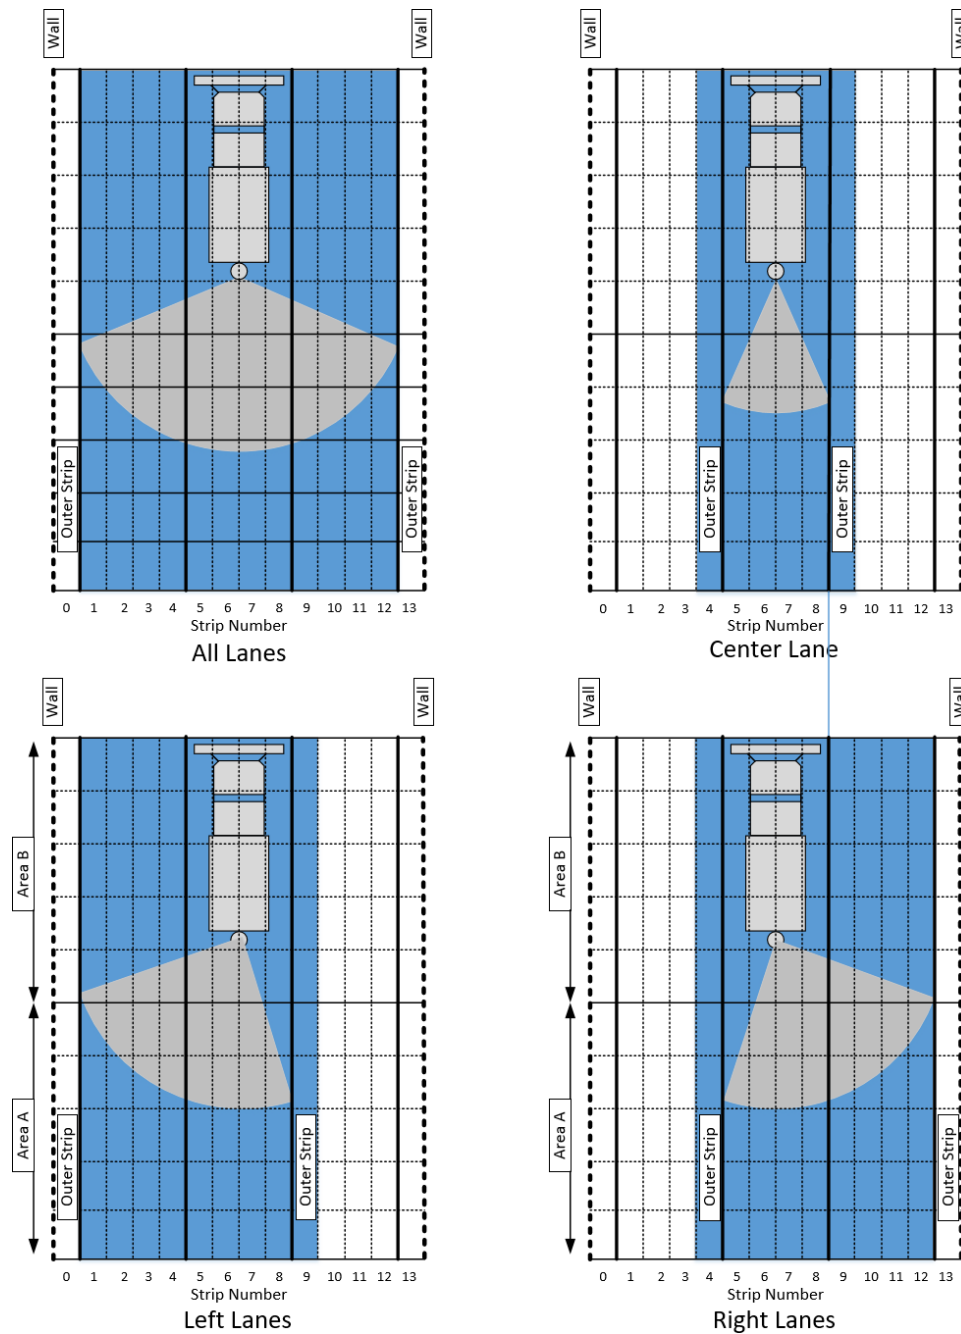 Wall
Wall
Wall
Wall
Outer Strip
Outer Strip
Outer Strip
Outer Strip
0 1 2 3 4 5 6 7 8 9 10 11 12 13
0 1 2 3 4 5 6 7 8 9 10 11 12 13
Strip Number
Strip Number
All Lanes
Center Lane
Wall
Wall
Wall
Wall
Area B
Area B
Area A
Outer Strip
Outer Strip
Area A
Outer Strip
Outer Strip
0 1 2 3 4 5 6 7 8 9 10 11 12 13
0 1 2 3 4 5 6 7 8 9 10 11 12 13
Strip Number
Strip Number
Left Lanes
Right Lanes